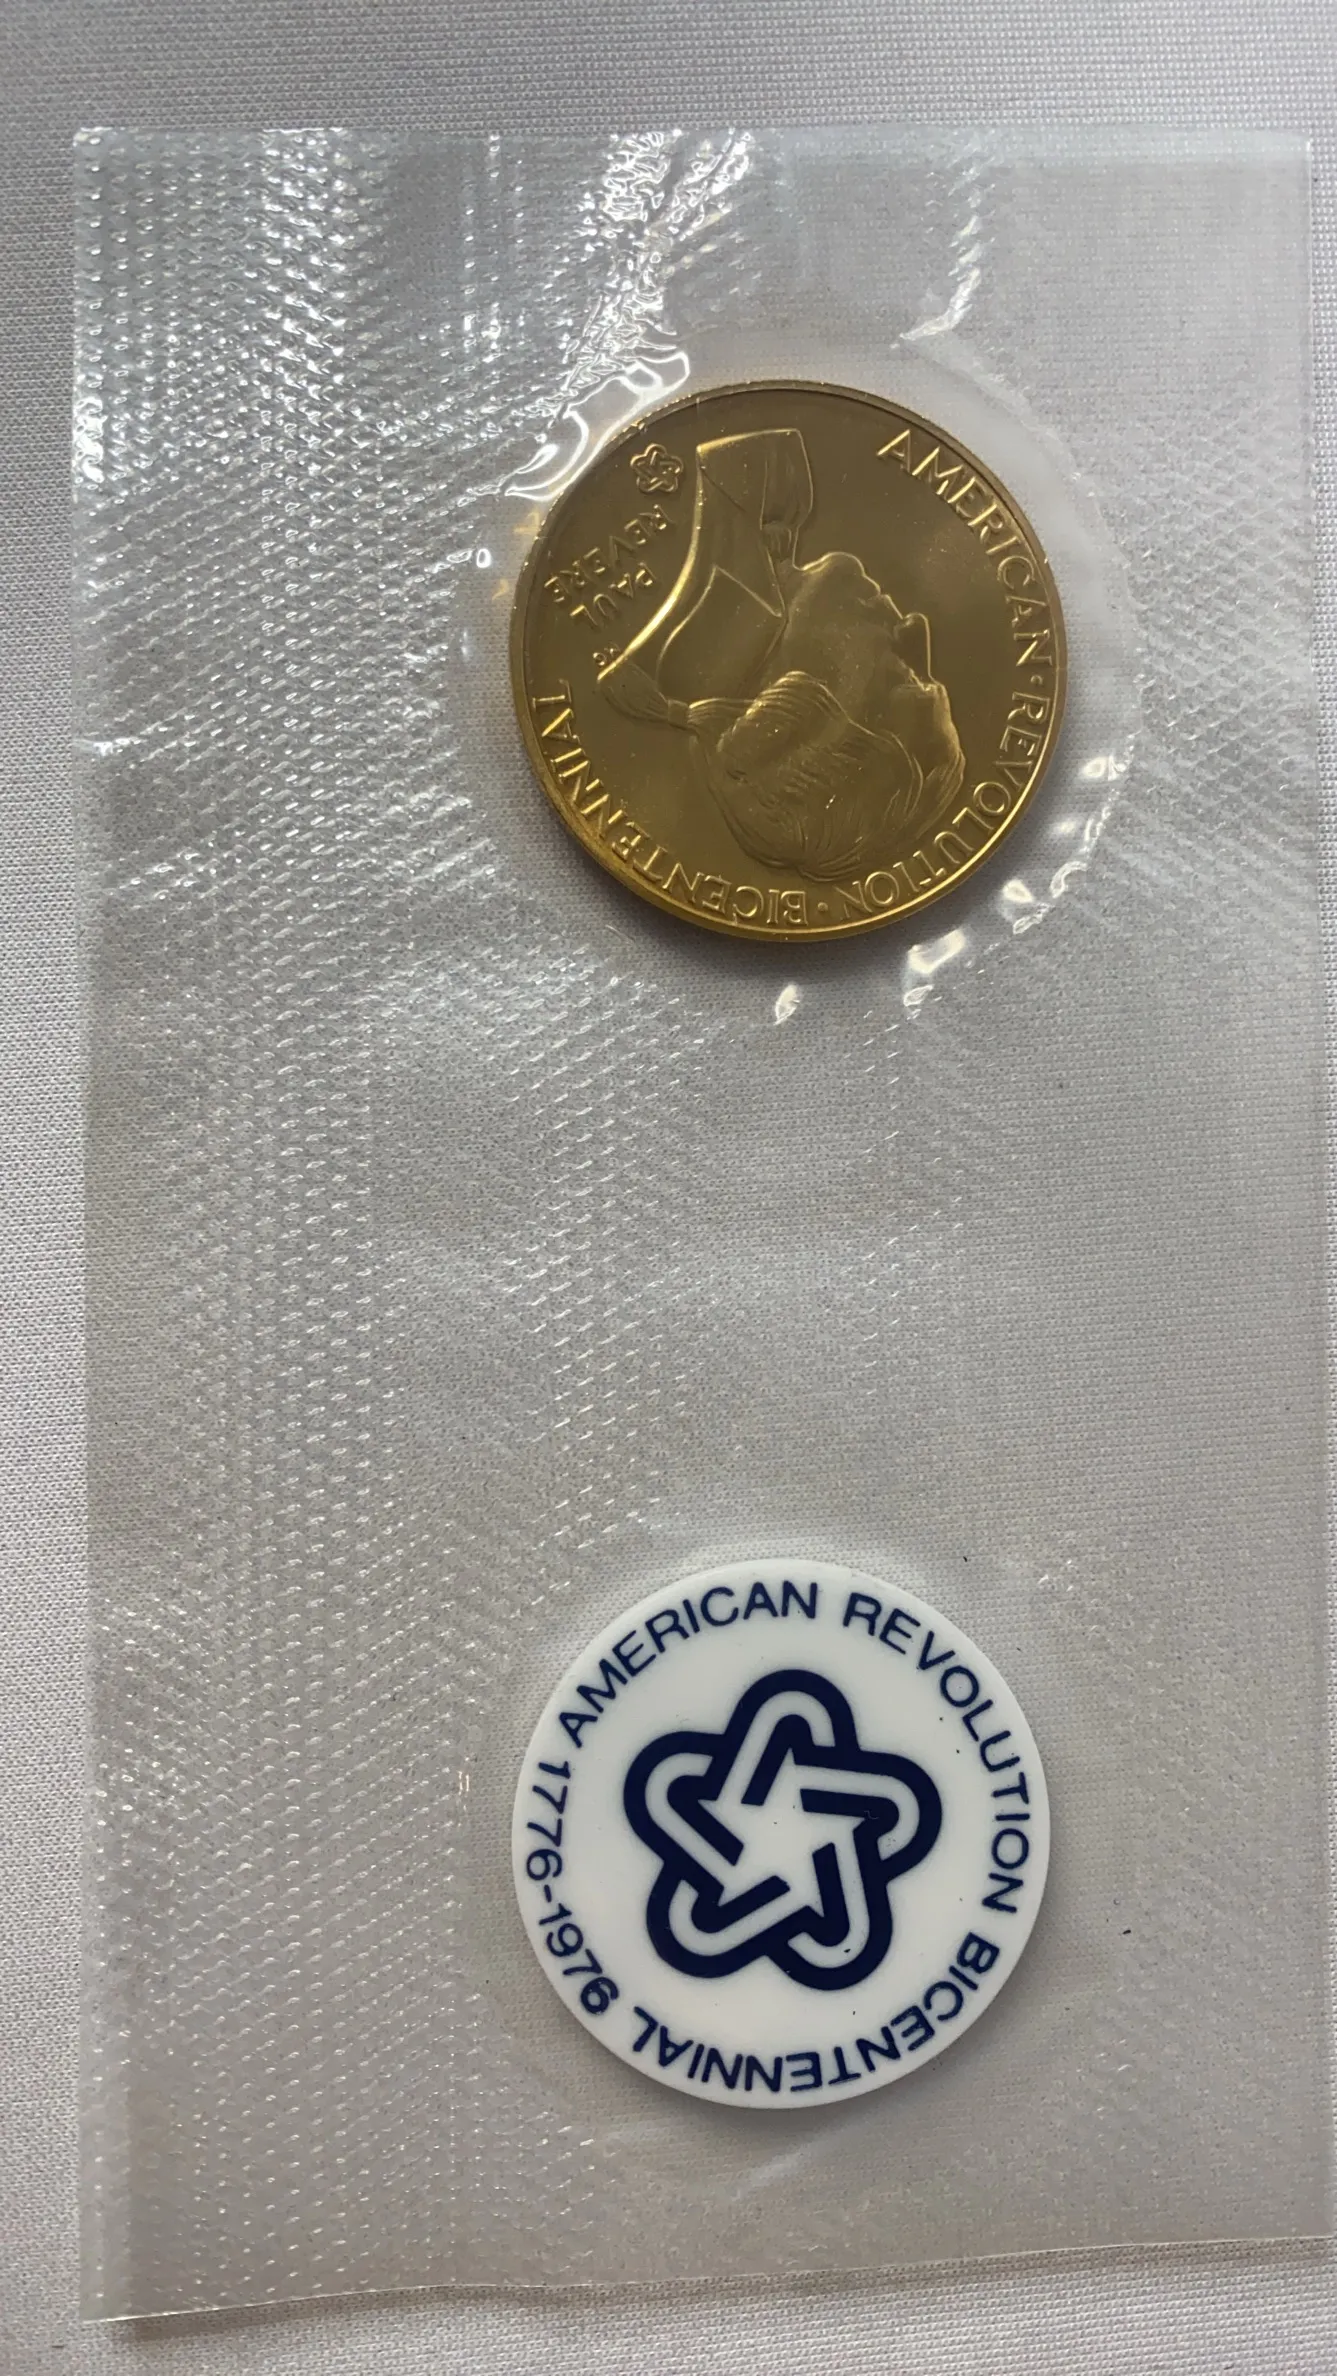 AMERICAN·REVOLUTION·BICENTENNIAL
PAUL
REVERE
AMERICAN REVOLUTION BICENTENNIAL
1776-1976